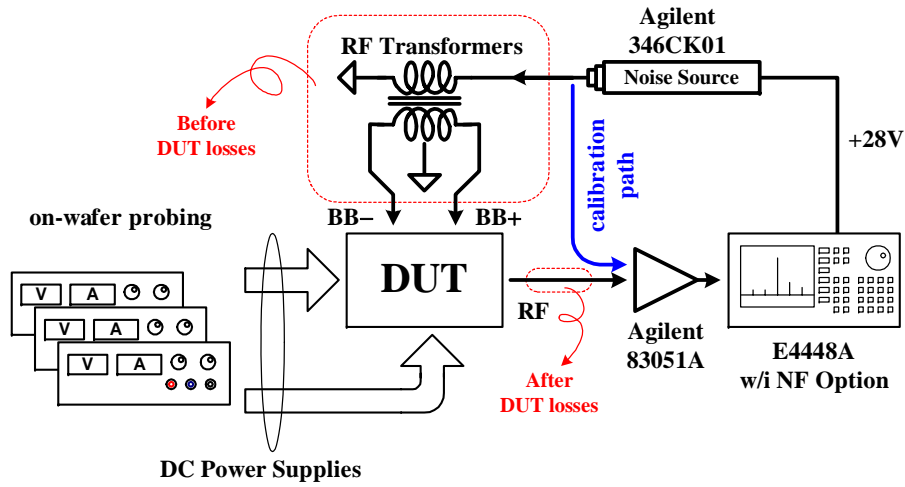 Agilent
346CK01
RF Transformers
Noise Source
Before
DUT losses
+28V
calibration
path
on-wafer probing
BB−
BB+
V
A
V
A
V
A
DUT
RF
Agilent
83051A
E4448A
w/i NF Option
After
DUT losses
DC Power Supplies